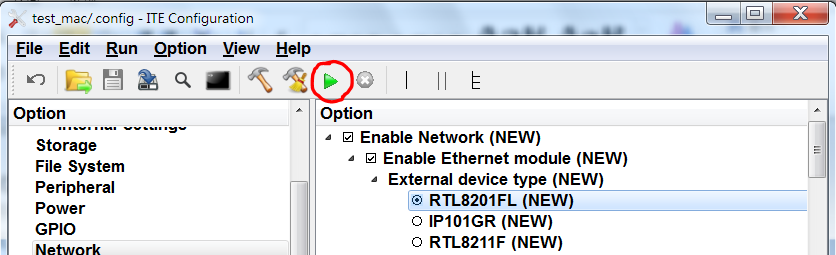 test_mac/.config - ITE Configuration
File Edit Run Option View Help
Option
Internal Settings
Storage
File System
Peripheral
Power
GPIO
Network
Option
Enable Network (NEW)
Enable Ethernet module (NEW)
External device type (NEW)
RTL8201FL (NEW)
IP101GR (NEW)
RTL8211F (NEW)